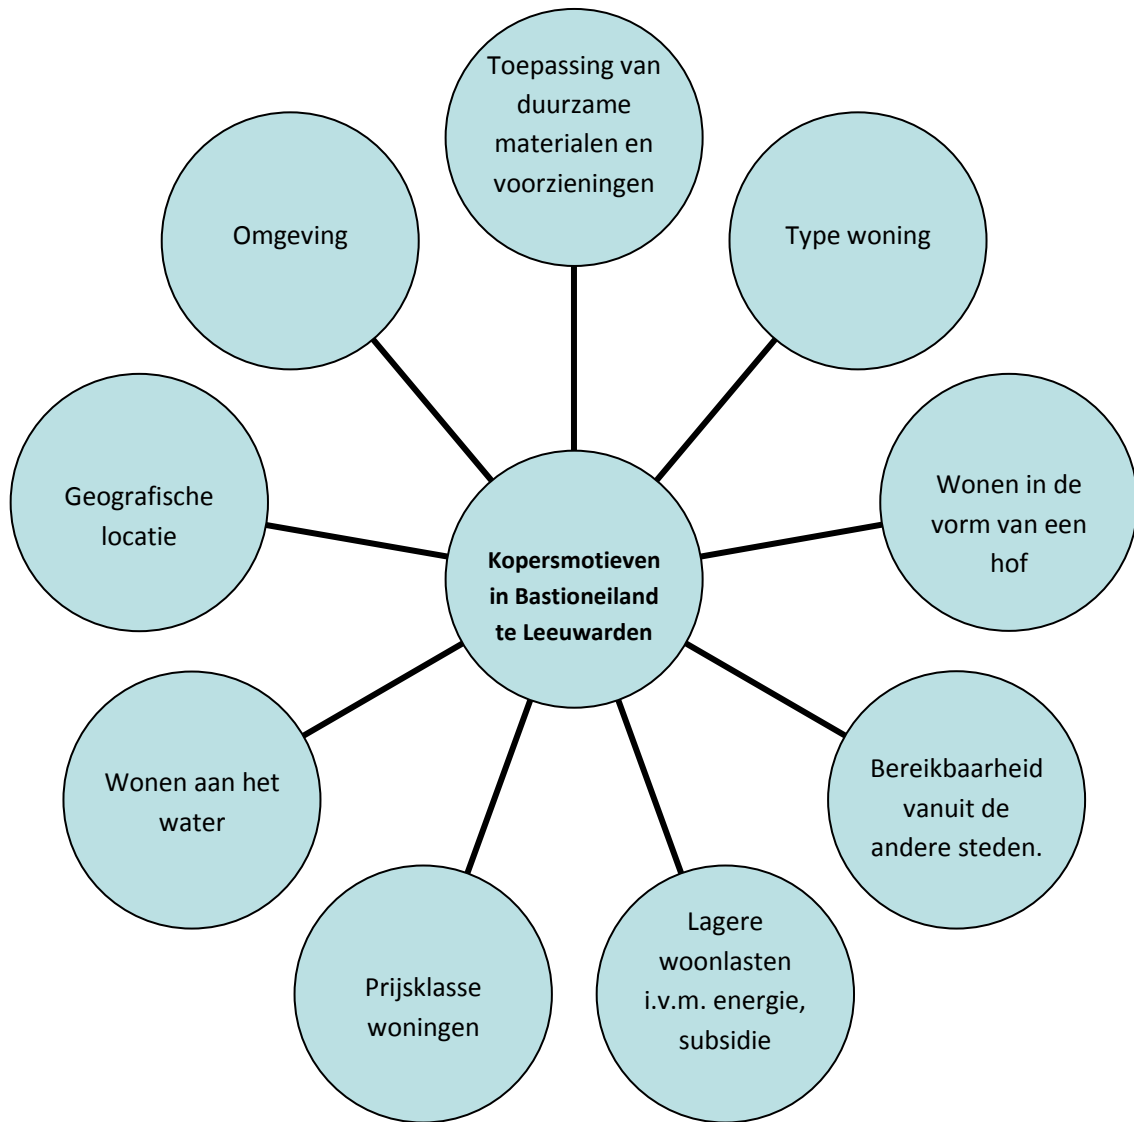 Toepassing van
duurzame
materialen en
voorzieningen
Omgeving
Type woning
Geografische
locatie
Wonen in de
vorm van een
hof
Kopersmotieven
in Bastioneiland
te Leeuwarden
Wonen aan het
water
Bereikbaarheid
vanuit de
andere steden.
Prijsklasse
woningen
Lagere
woonlasten
i.v.m. energie,
subsidie